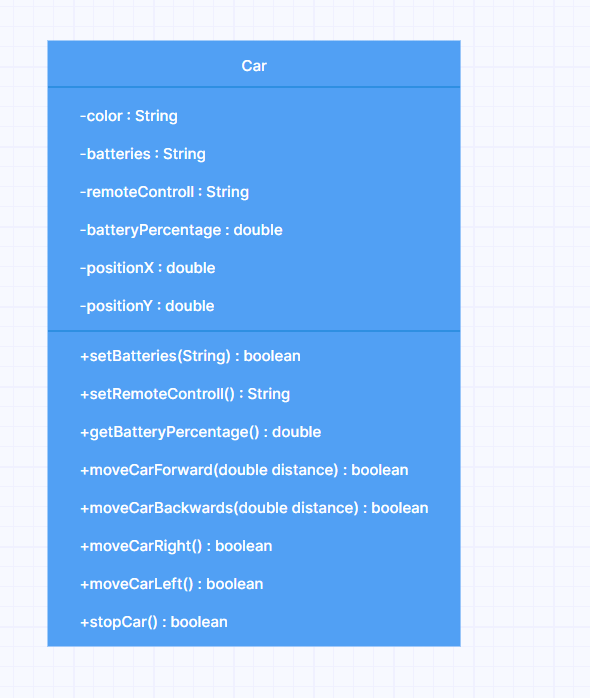 Car
-color : String
-batteries : String
-remoteControll : String
-batteryPercentage : double
-positionX : double
-positionY : double
+setBatteries(String) : boolean
+setRemoteControll() : String
+getBatteryPercentage() : double
+moveCarForward(double distance) : boolean
+moveCarBackwards(double distance) : boolean
+moveCarRight() : boolean
+moveCarLeft() : boolean
+stopCar() : boolean